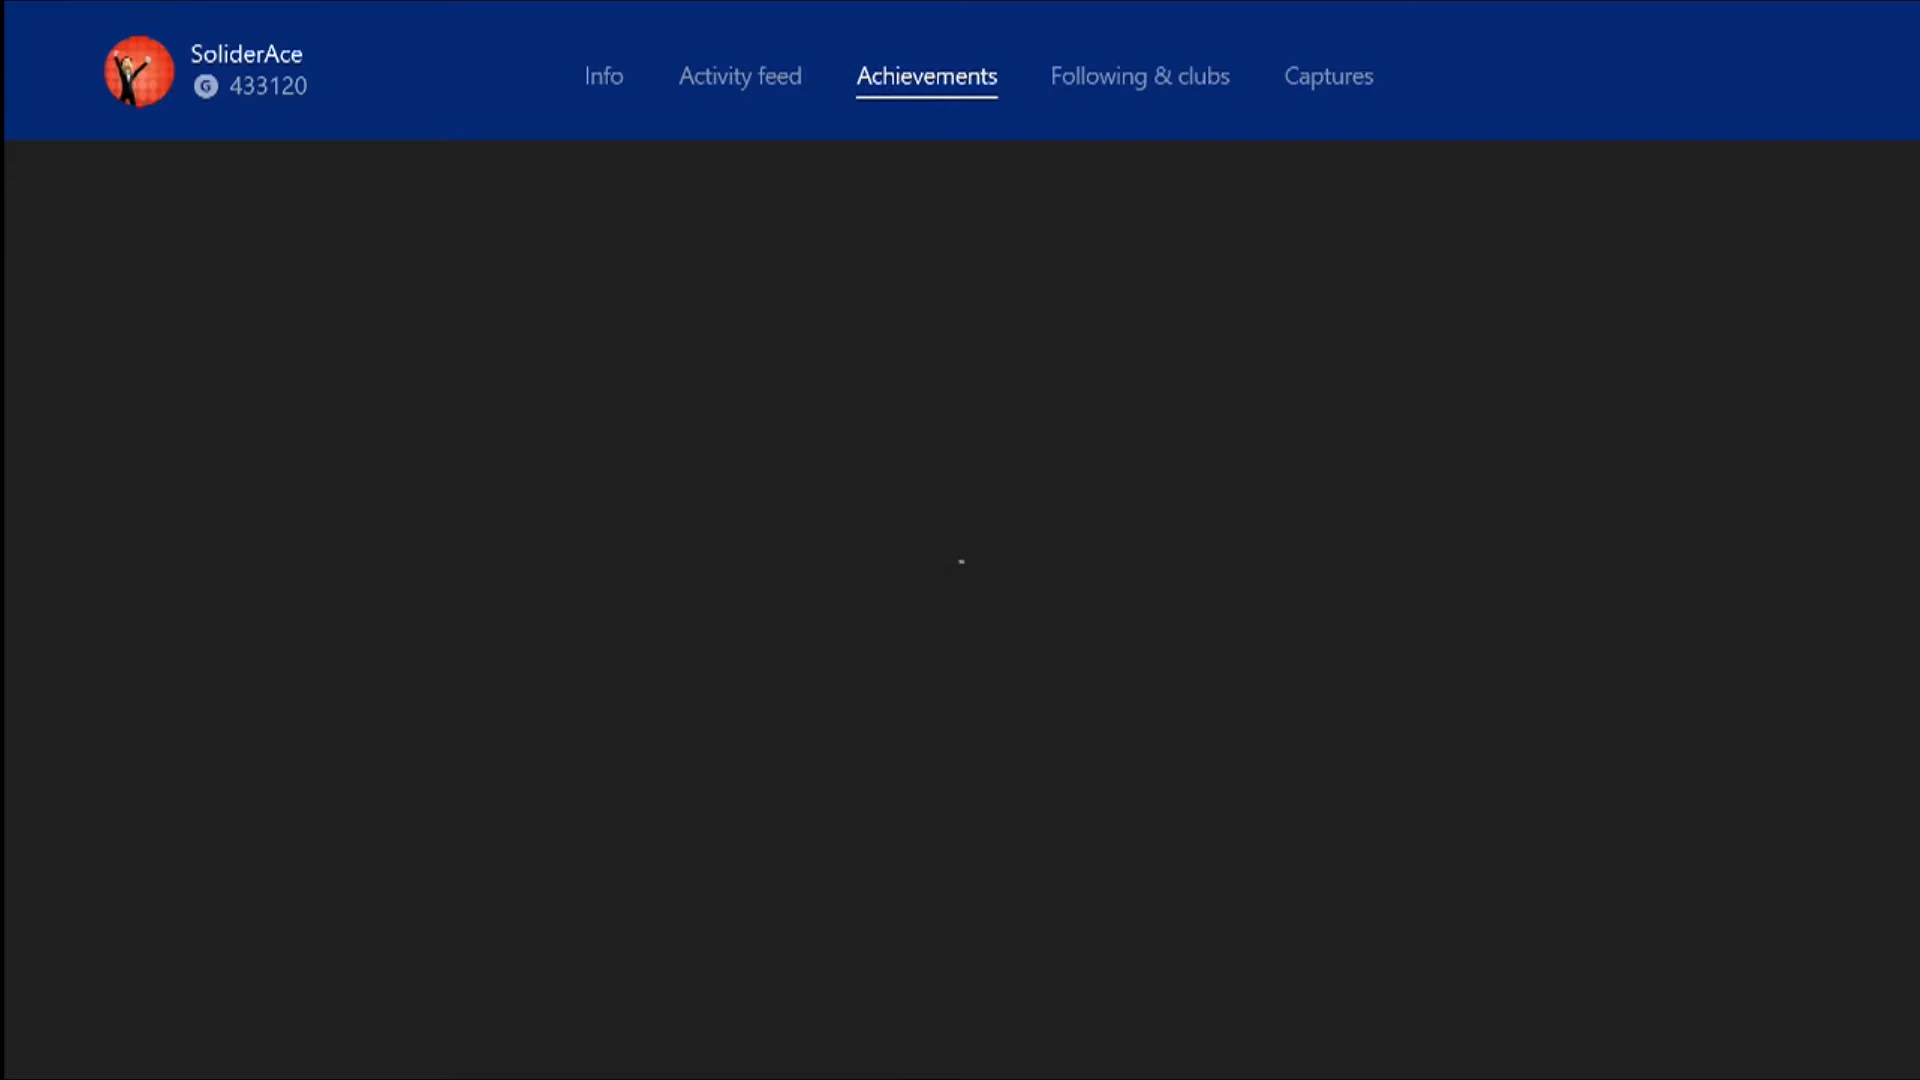 SoliderAce
G 433120
Info
Activity feed
Achievements
Following & clubs
Captures